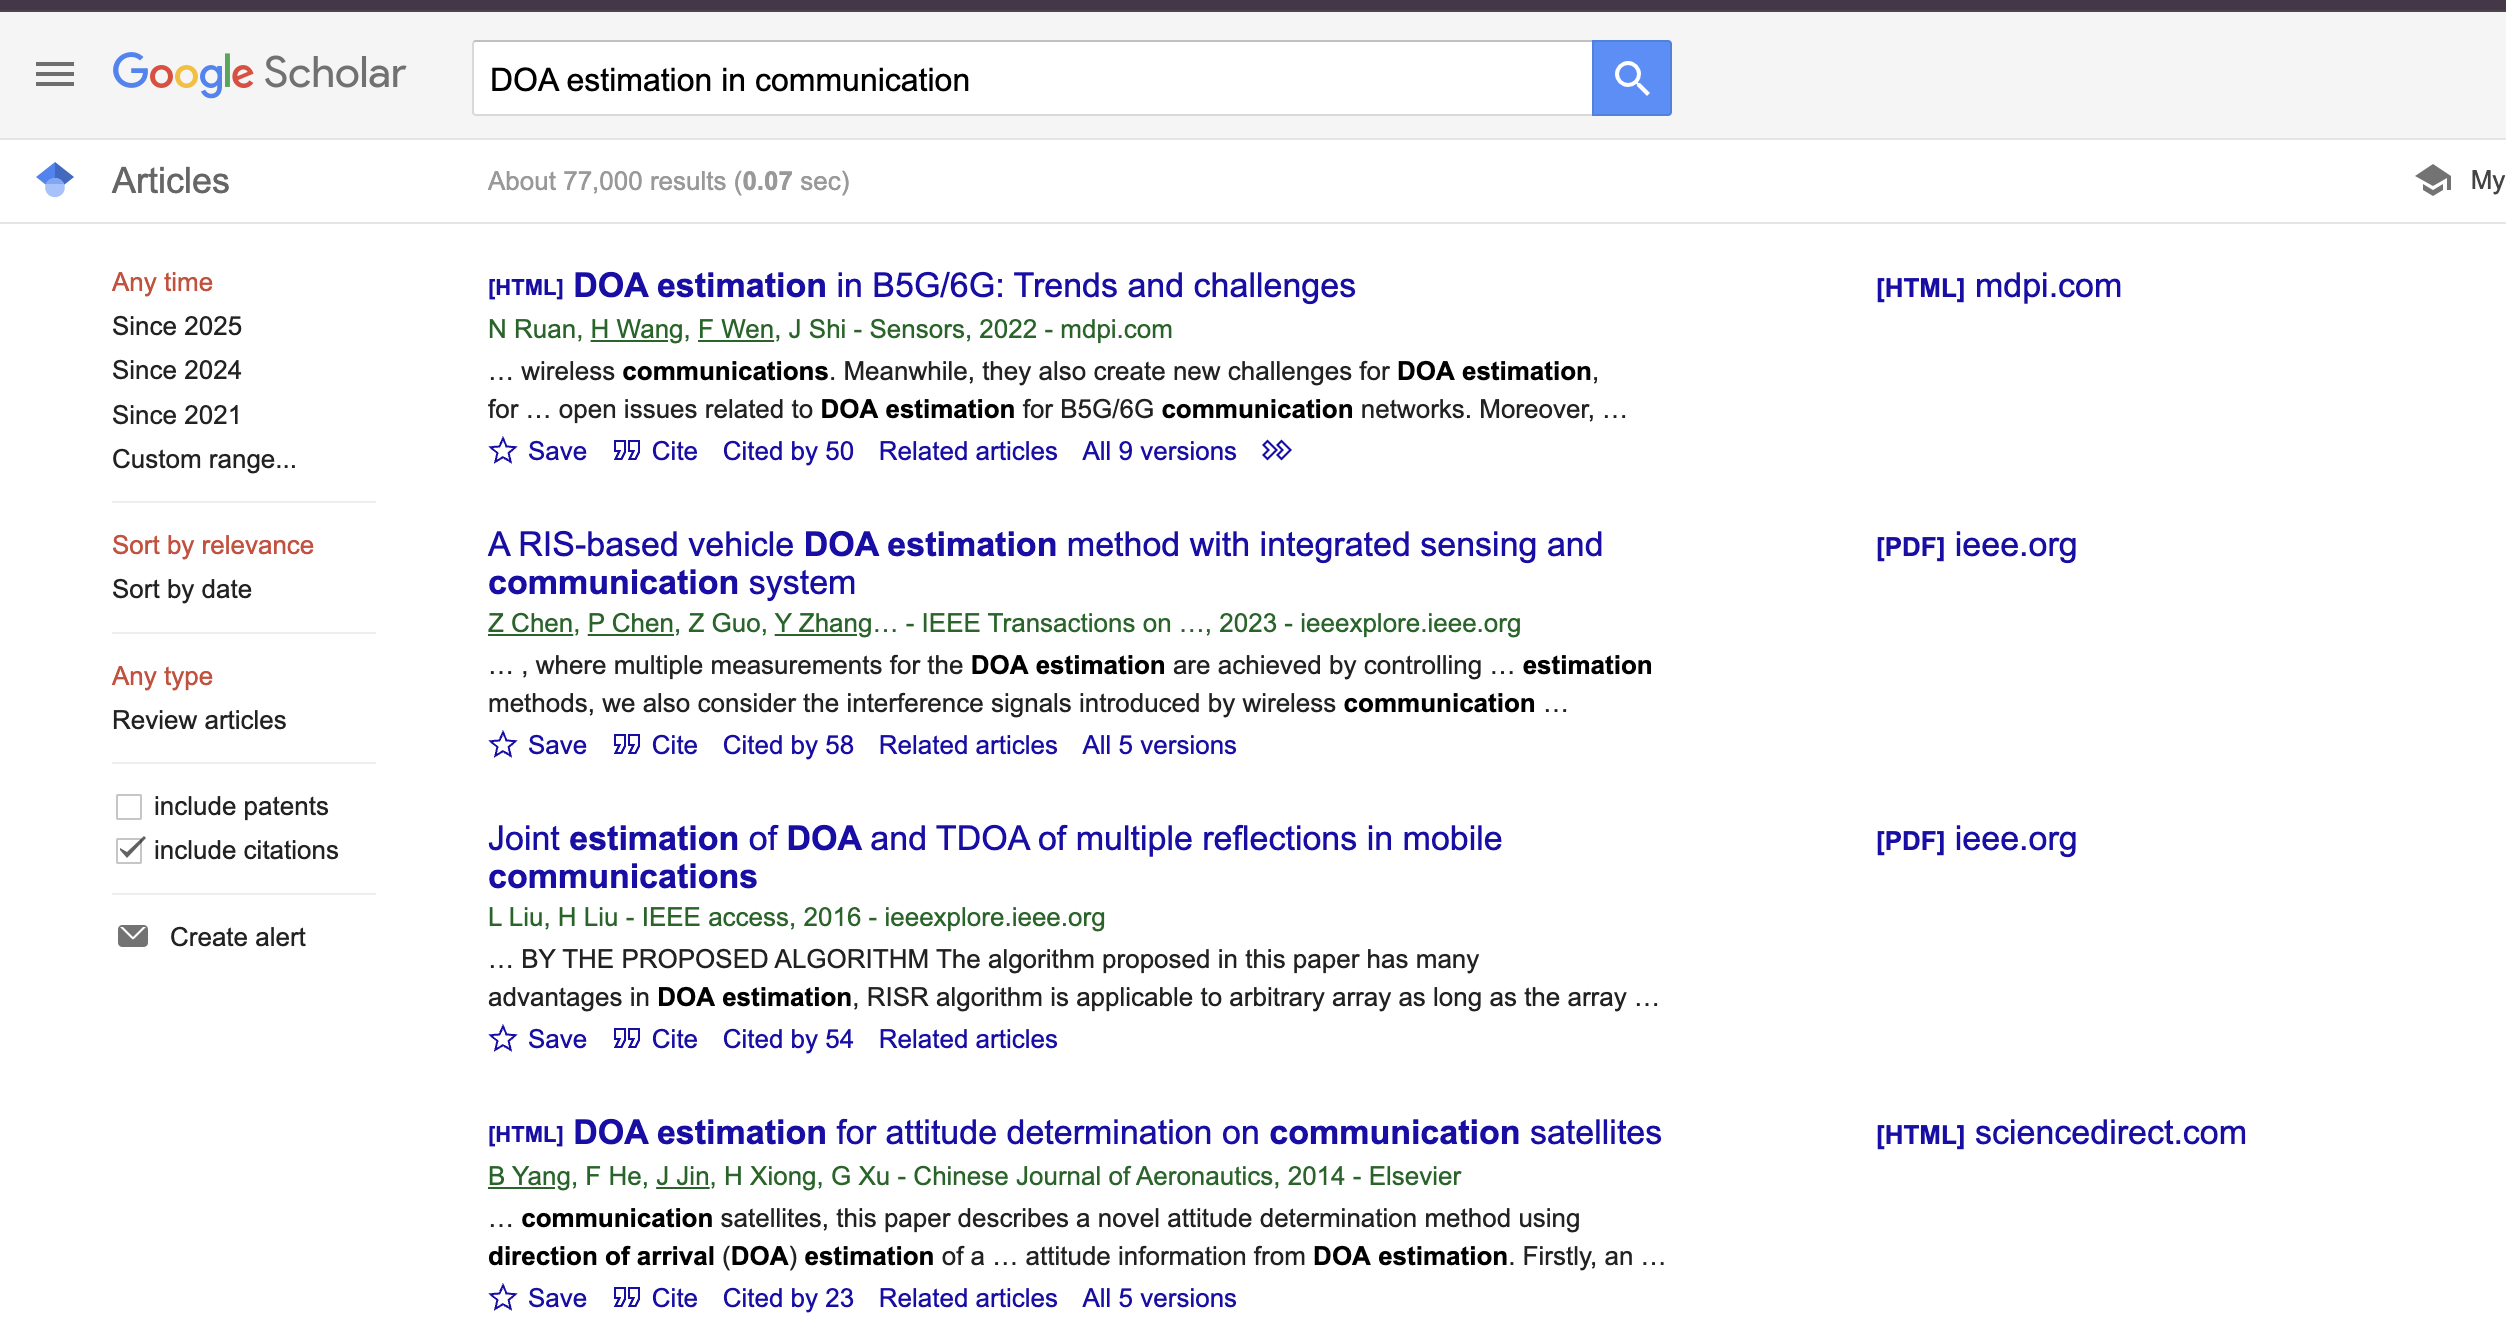 Google Scholar
DOA estimation in communication
Articles
About 77,000 results (0.07 sec)
My
Any time
Since 2025
Since 2024
Since 2021
Custom range...
Sort by relevance
Sort by date
Any type
Review articles
include patents
include citations
Create alert
[HTML] DOA estimation in B5G/6G: Trends and challenges
N Ruan, H Wang, F Wen, J Shi - Sensors, 2022 - mdpi.com
… wireless communications. Meanwhile, they also create new challenges for DOA estimation,
for … open issues related to DOA estimation for B5G/6G communication networks. Moreover, …
Save Cite Cited by 50 Related articles All 9 versions
[HTML] mdpi.com
A RIS-based vehicle DOA estimation method with integrated sensing and
communication system
Z Chen, P Chen, Z Guo, Y Zhang… - IEEE Transactions on …, 2023 - ieeexplore.ieee.org
… , where multiple measurements for the DOA estimation are achieved by controlling … estimation
methods, we also consider the interference signals introduced by wireless communication …
Save Cite Cited by 58 Related articles All 5 versions
[PDF] ieee.org
Joint estimation of DOA and TDOA of multiple reflections in mobile
communications
L Liu, H Liu - IEEE access, 2016 - ieeexplore.ieee.org
… BY THE PROPOSED ALGORITHM The algorithm proposed in this paper has many
advantages in DOA estimation, RISR algorithm is applicable to arbitrary array as long as the array …
Save Cite Cited by 54 Related articles
[PDF] ieee.org
[HTML] DOA estimation for attitude determination on communication satellites
B Yang, F He, J Jin, H Xiong, G Xu - Chinese Journal of Aeronautics, 2014 - Elsevier
… communication satellites, this paper describes a novel attitude determination method using
direction of arrival (DOA) estimation of a … attitude information from DOA estimation. Firstly, an …
Save Cite Cited by 23 Related articles All 5 versions
[HTML] sciencedirect.com